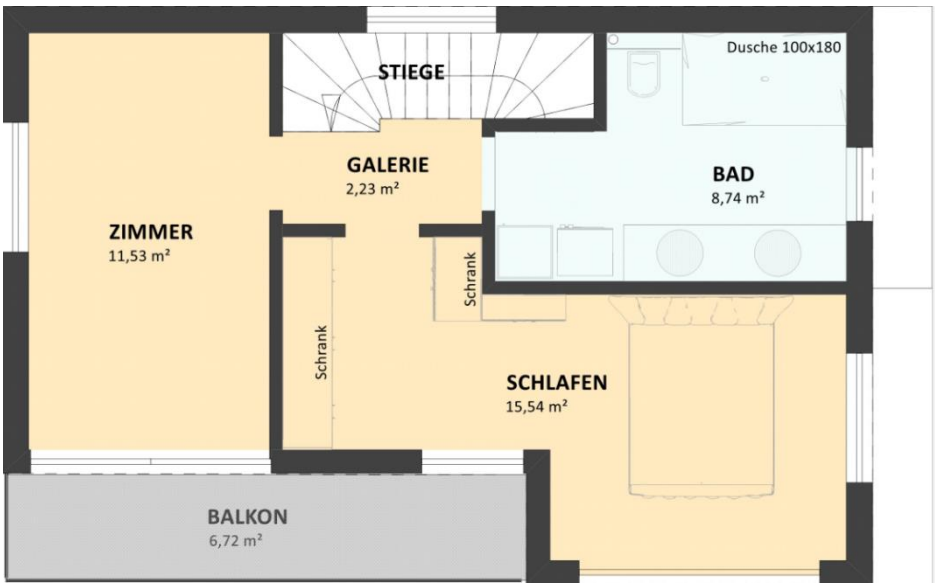 Dusche 100x180
STIEGE
GALERIE
2,23 m²
BAD
8,74 m²
ZIMMER
11,53 m²
Schrank
Schrank
SCHLAFEN
15,54 m²
BALKON
6,72 m²